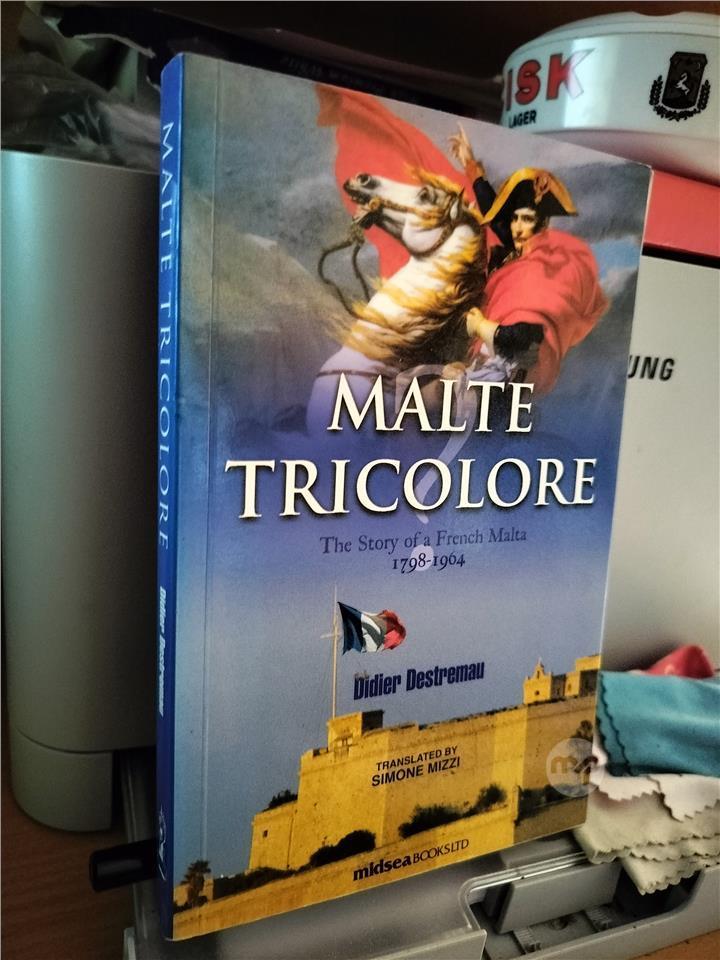 ISK
LAGER
UNG
MALTE TRICOLORE
Didier Destremau
MALTE
TRICOLORE
The Story of a French Malta
1798-1964
Didier Destremau
TRANSLATED BY
SIMONE MIZZI
midsea BOOKS LTD